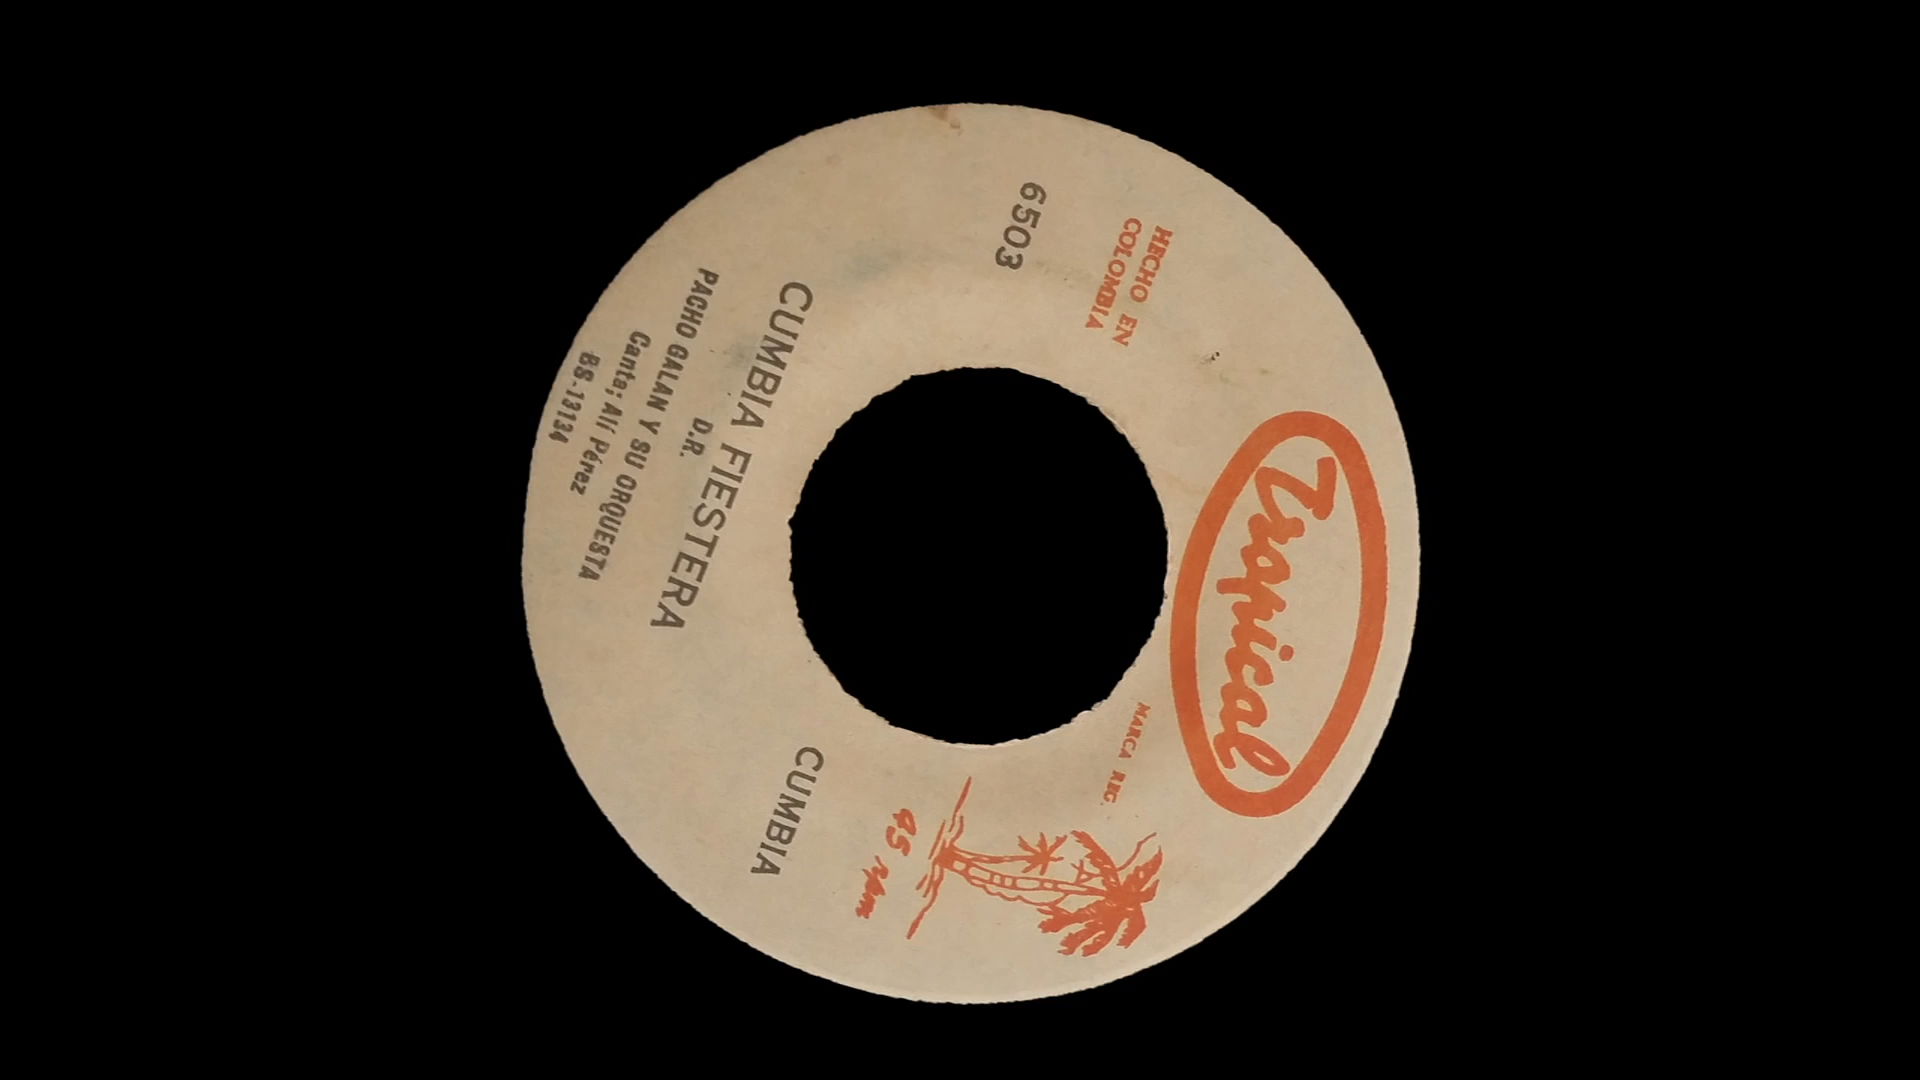 Tropical
HECHO EN
COLOMBIA
MARCA REG.
6503
45 rpm
CUMBIA
CUMBIA FIESTERA
D.R.
PACHO GALAN Y SU ORQUESTA
Canta; Alí Pérez
BS-13134